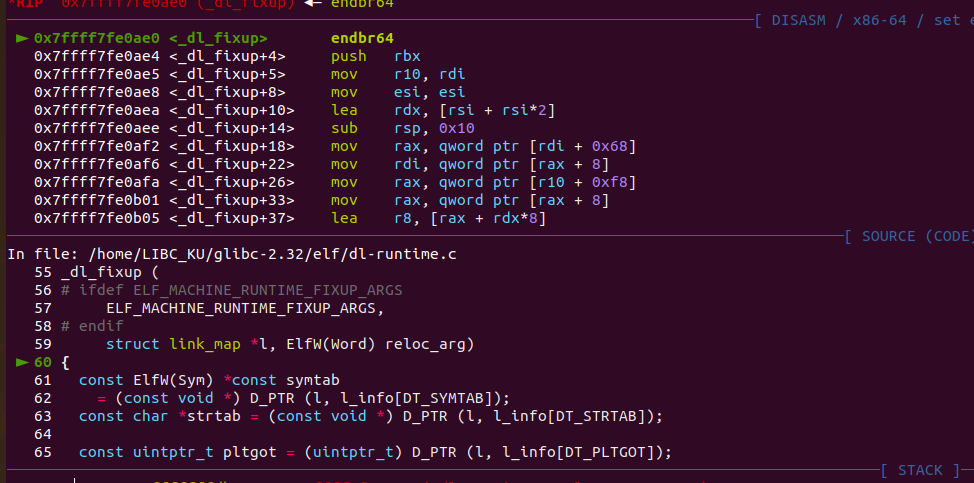 *RIP  0x7ffff7fe0ae0 (_dl_fixup) ◂— endbr64
[ DISASM / x86-64 / set e
► 0x7ffff7fe0ae0 <_dl_fixup>       endbr64
0x7ffff7fe0ae4 <_dl_fixup+4>     push   rbx
0x7ffff7fe0ae5 <_dl_fixup+5>     mov    r10, rdi
0x7ffff7fe0ae8 <_dl_fixup+8>     mov    esi, esi
0x7ffff7fe0aea <_dl_fixup+10>    lea    rdx, [rsi + rsi*2]
0x7ffff7fe0aee <_dl_fixup+14>    sub    rsp, 0x10
0x7ffff7fe0af2 <_dl_fixup+18>    mov    rax, qword ptr [rdi + 0x68]
0x7ffff7fe0af6 <_dl_fixup+22>    mov    rdi, qword ptr [rax + 8]
0x7ffff7fe0afa <_dl_fixup+26>    mov    rax, qword ptr [r10 + 0xf8]
0x7ffff7fe0b01 <_dl_fixup+33>    mov    rax, qword ptr [rax + 8]
0x7ffff7fe0b05 <_dl_fixup+37>    lea    r8, [rax + rdx*8]
[ SOURCE (CODE)
In file: /home/LIBC_KU/glibc-2.32/elf/dl-runtime.c
55 _dl_fixup (
56 # ifdef ELF_MACHINE_RUNTIME_FIXUP_ARGS
57      ELF_MACHINE_RUNTIME_FIXUP_ARGS,
58 # endif
59      struct link_map *l, ElfW(Word) reloc_arg)
► 60 {
61   const ElfW(Sym) *const symtab
62     = (const void *) D_PTR (l, l_info[DT_SYMTAB]);
63   const char *strtab = (const void *) D_PTR (l, l_info[DT_STRTAB]);
64
65   const uintptr_t pltgot = (uintptr_t) D_PTR (l, l_info[DT_PLTGOT]);
[ STACK ]